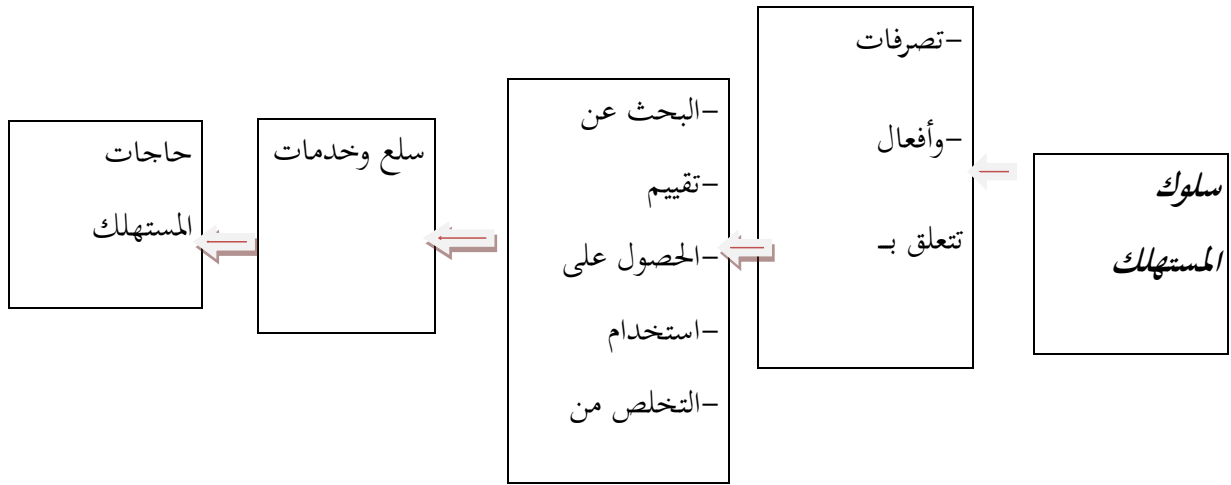 سلوك
المستهلك
-تصرفات
-وأفعال
تتعلق بـ
-البحث عن
-تقييم
-الحصول على
-استخدام
-التخلص من
سلع وخدمات
حاجات
المستهلك